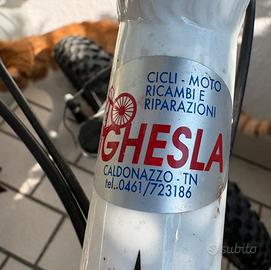 CICLI - MOTO
RICAMBI E
RIPARAZIONI
GHESLA
CALDONAZZO - TN
tel. 0461/723186
subito